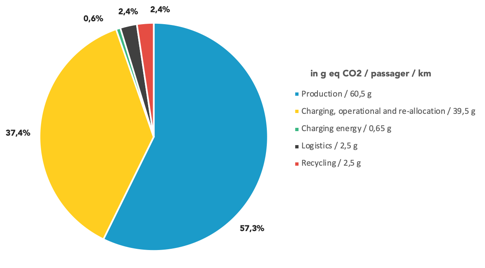 0,6%
2,4%
2,4%
37,4%
57,3%
in g eq CO2 / passager / km
Production / 60,5 g
Charging, operational and re-allocation / 39,5 g
Charging energy / 0,65 g
Logistics / 2,5 g
Recycling / 2,5 g